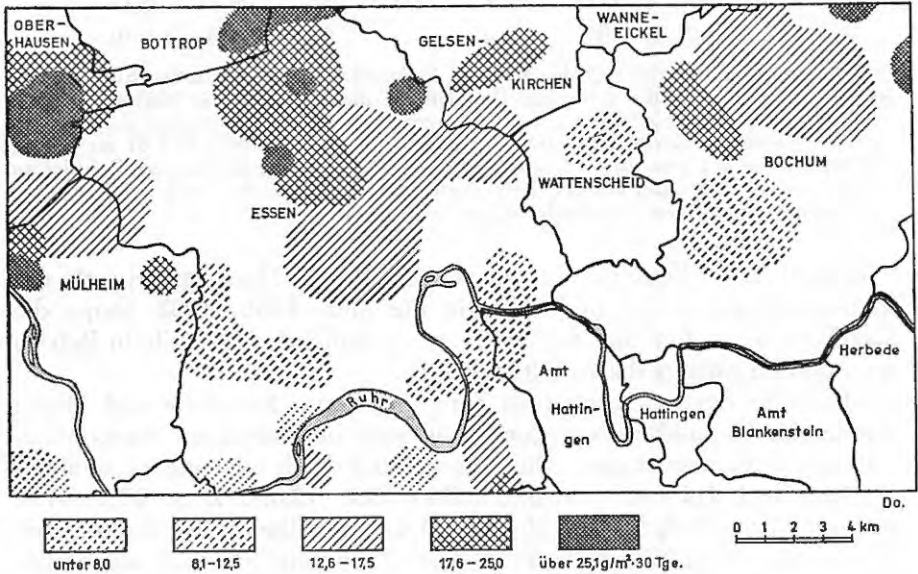 OBER-
HAUSEN
BOTTROP
GELSEN-
KIRCHEN
WANNE-
EICKEL
Do.
BOCHUM
WATTENSCHEID
ESSEN
MÜLHEIM
Ruhr
Amt
Hattin-
gen
Hattingen
Amt
Blankenstein
Herbede
Do.
unter 8,0
8,1–12,5
12,6–17,5
17,6–25,0
über 25,1g/m²·30 Tge.
0 1 2 3 4 km